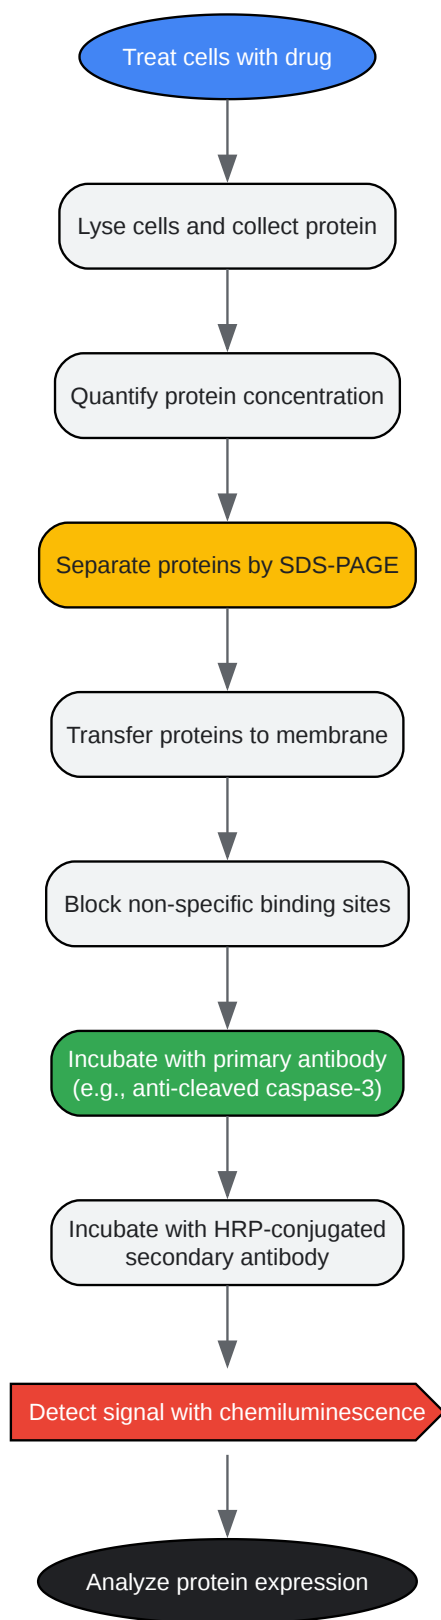 Treat cells with drug
Lyse cells and collect protein
Quantify protein concentration
Separate proteins by SDS-PAGE
Transfer proteins to membrane
Block non-specific binding sites
Incubate with primary antibody
(e.g., anti-cleaved caspase-3)
Incubate with HRP-conjugated
secondary antibody
Detect signal with chemiluminescence
Analyze protein expression